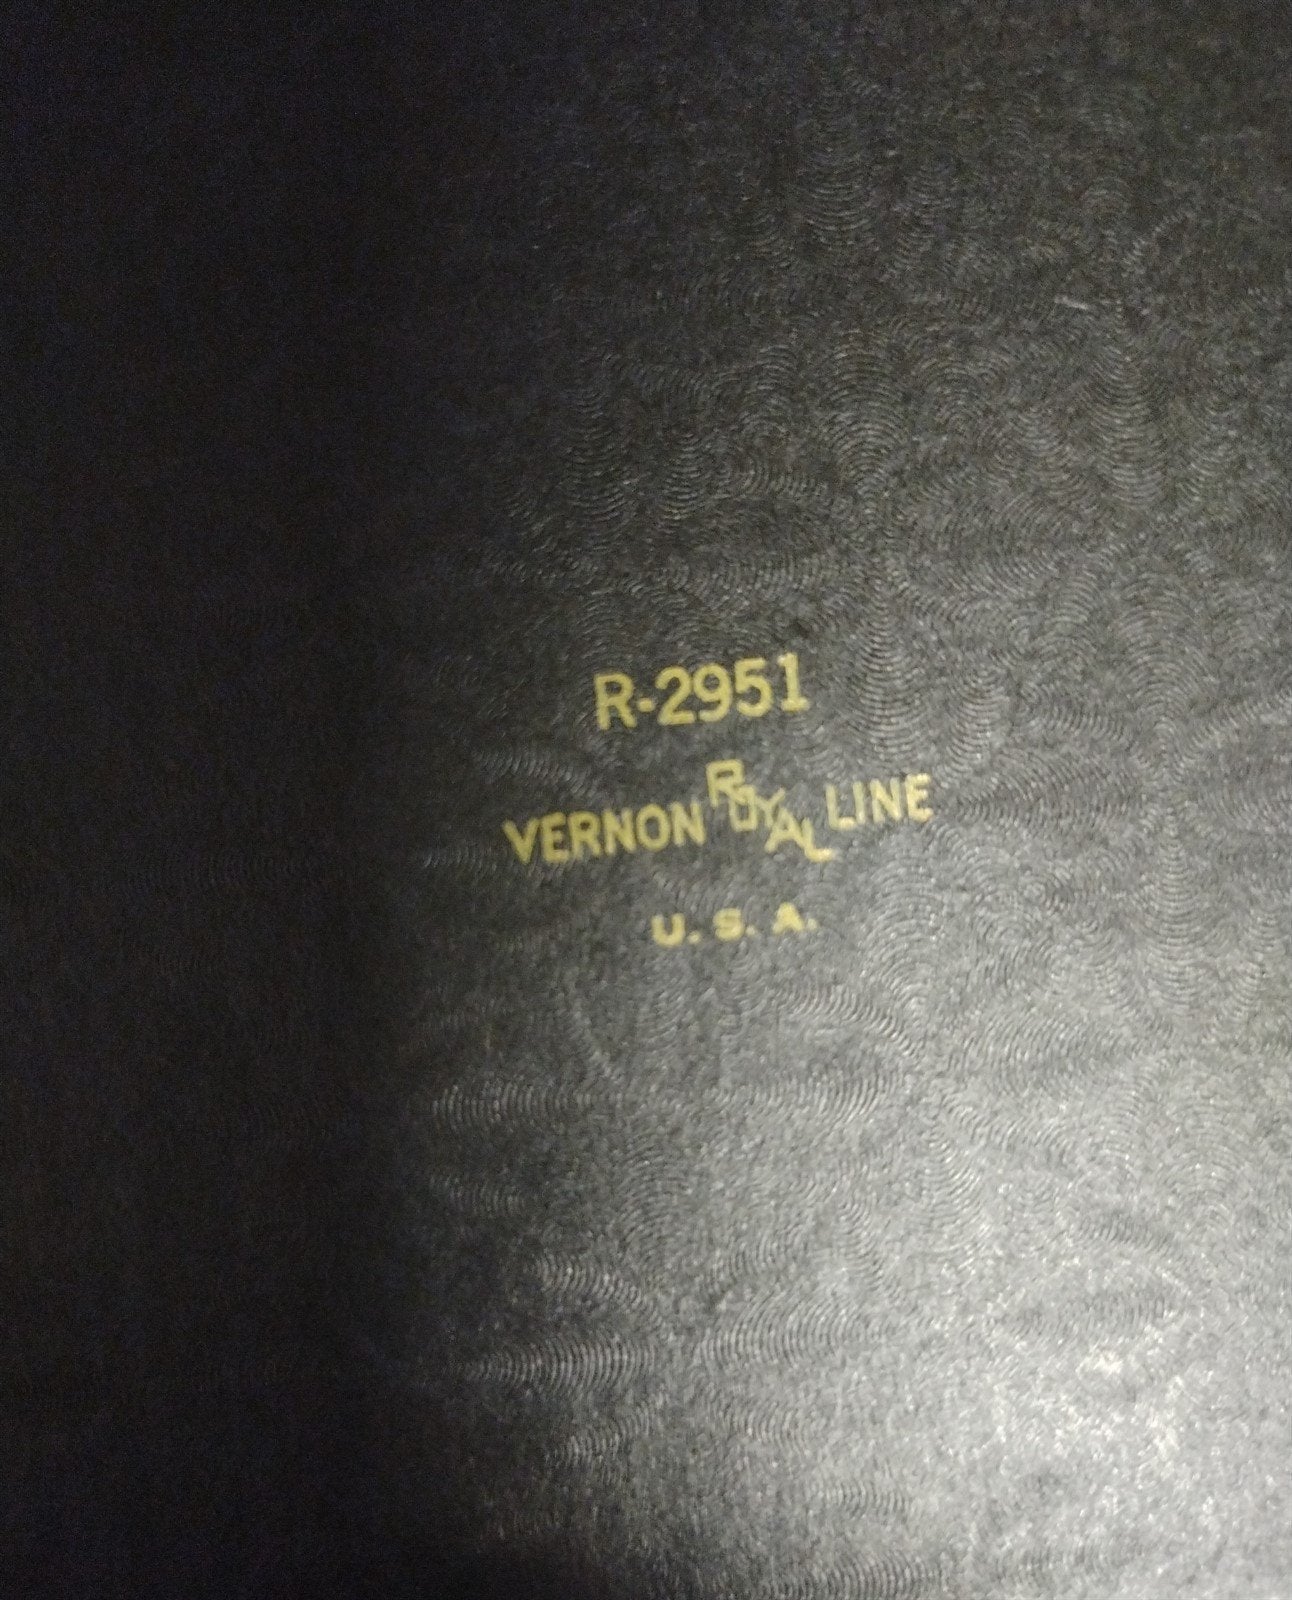 R-2951
VERNON ROYAL LINE
U. S. A.